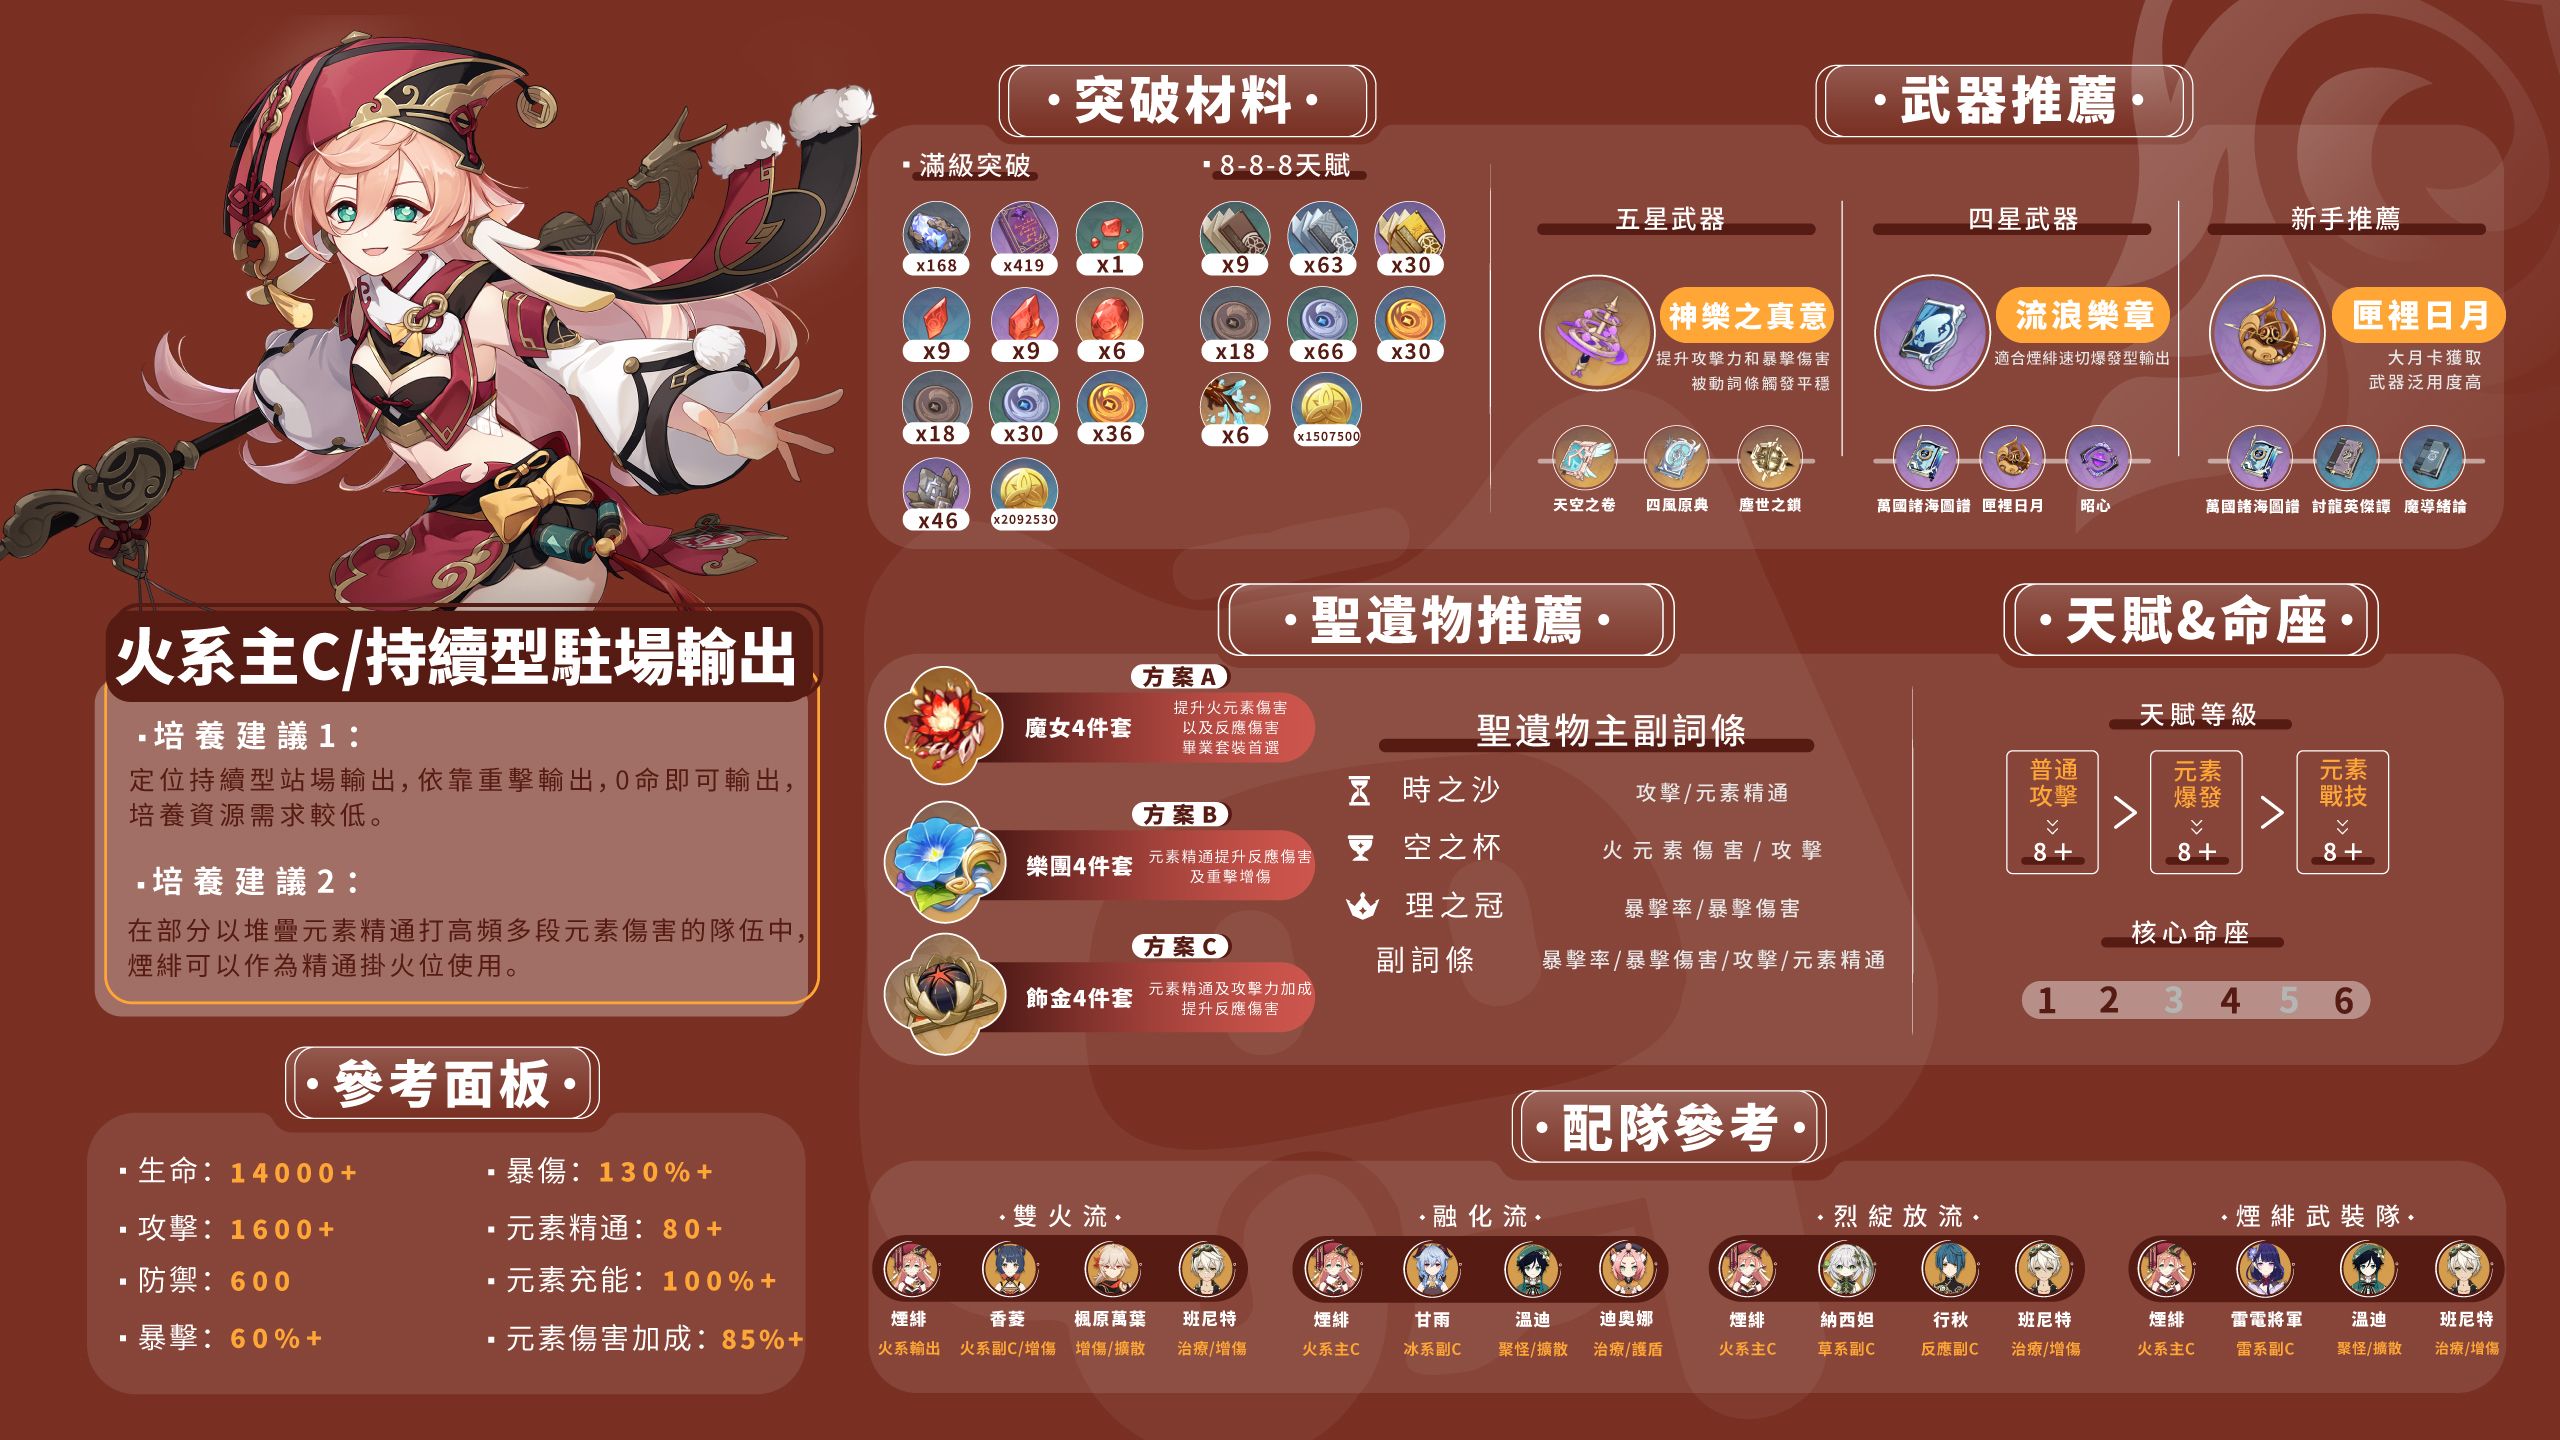 火系主C/持續型駐場輸出
·培養建議1：
定位持續型站場輸出，依靠重擊輸出，0命即可輸出，
培養資源需求較低。
·培養建議2：
在部分以堆疊元素精通打高頻多段元素傷害的隊伍中，
煙緋可以作為精通掛火位使用。
·參考面板·
·生命：14000+
·暴傷：130%+
·攻擊：1600+
·元素精通：80+
·防禦：600
·元素充能：100%+
·暴擊：60%+
·元素傷害加成：85%+
·突破材料·
·滿級突破
x168 x419 x1
x9 x9 x6
x18 x30 x36
x46 x2092530
·8-8-8天賦
x9 x63 x30
x18 x66 x30
x6 x1507500
·武器推薦·
五星武器
神樂之真意
提升攻擊力和暴擊傷害
被動詞條觸發平穩
天空之卷 四風原典 塵世之鎖
四星武器
流浪樂章
適合煙緋速切爆發型輸出
萬國諸海圖譜 匣裡日月 昭心
新手推薦
匣裡日月
大月卡獲取
武器泛用度高
萬國諸海圖譜 討龍英傑譚 魔導緒論
·聖遺物推薦·
方案A
魔女4件套
提升火元素傷害
以及反應傷害
畢業套裝首選
方案B
樂團4件套
元素精通提升反應傷害
及重擊增傷
方案C
飾金4件套
元素精通及攻擊力加成
提升反應傷害
聖遺物主副詞條
時之沙 攻擊/元素精通
空之杯 火元素傷害/攻擊
理之冠 暴擊率/暴擊傷害
副詞條 暴擊率/暴擊傷害/攻擊/元素精通
·天賦&命座·
天賦等級
普通
攻擊
8+
>
元素
爆發
8+
>
元素
戰技
8+
核心命座
1 2 3 4 5 6
·配隊參考·
·雙火流·
煙緋 香菱 楓原萬葉 班尼特
火系輸出 火系副C/增傷 增傷/擴散 治療/增傷
·融化流·
煙緋 甘雨 溫迪 迪奧娜
火系主C 冰系副C 聚怪/擴散 治療/護盾
·烈綻放流·
煙緋 納西妲 行秋 班尼特
火系主C 草系副C 反應副C 治療/增傷
·煙緋武裝隊·
煙緋 雷電將軍 溫迪 班尼特
火系主C 雷系副C 聚怪/擴散 治療/增傷